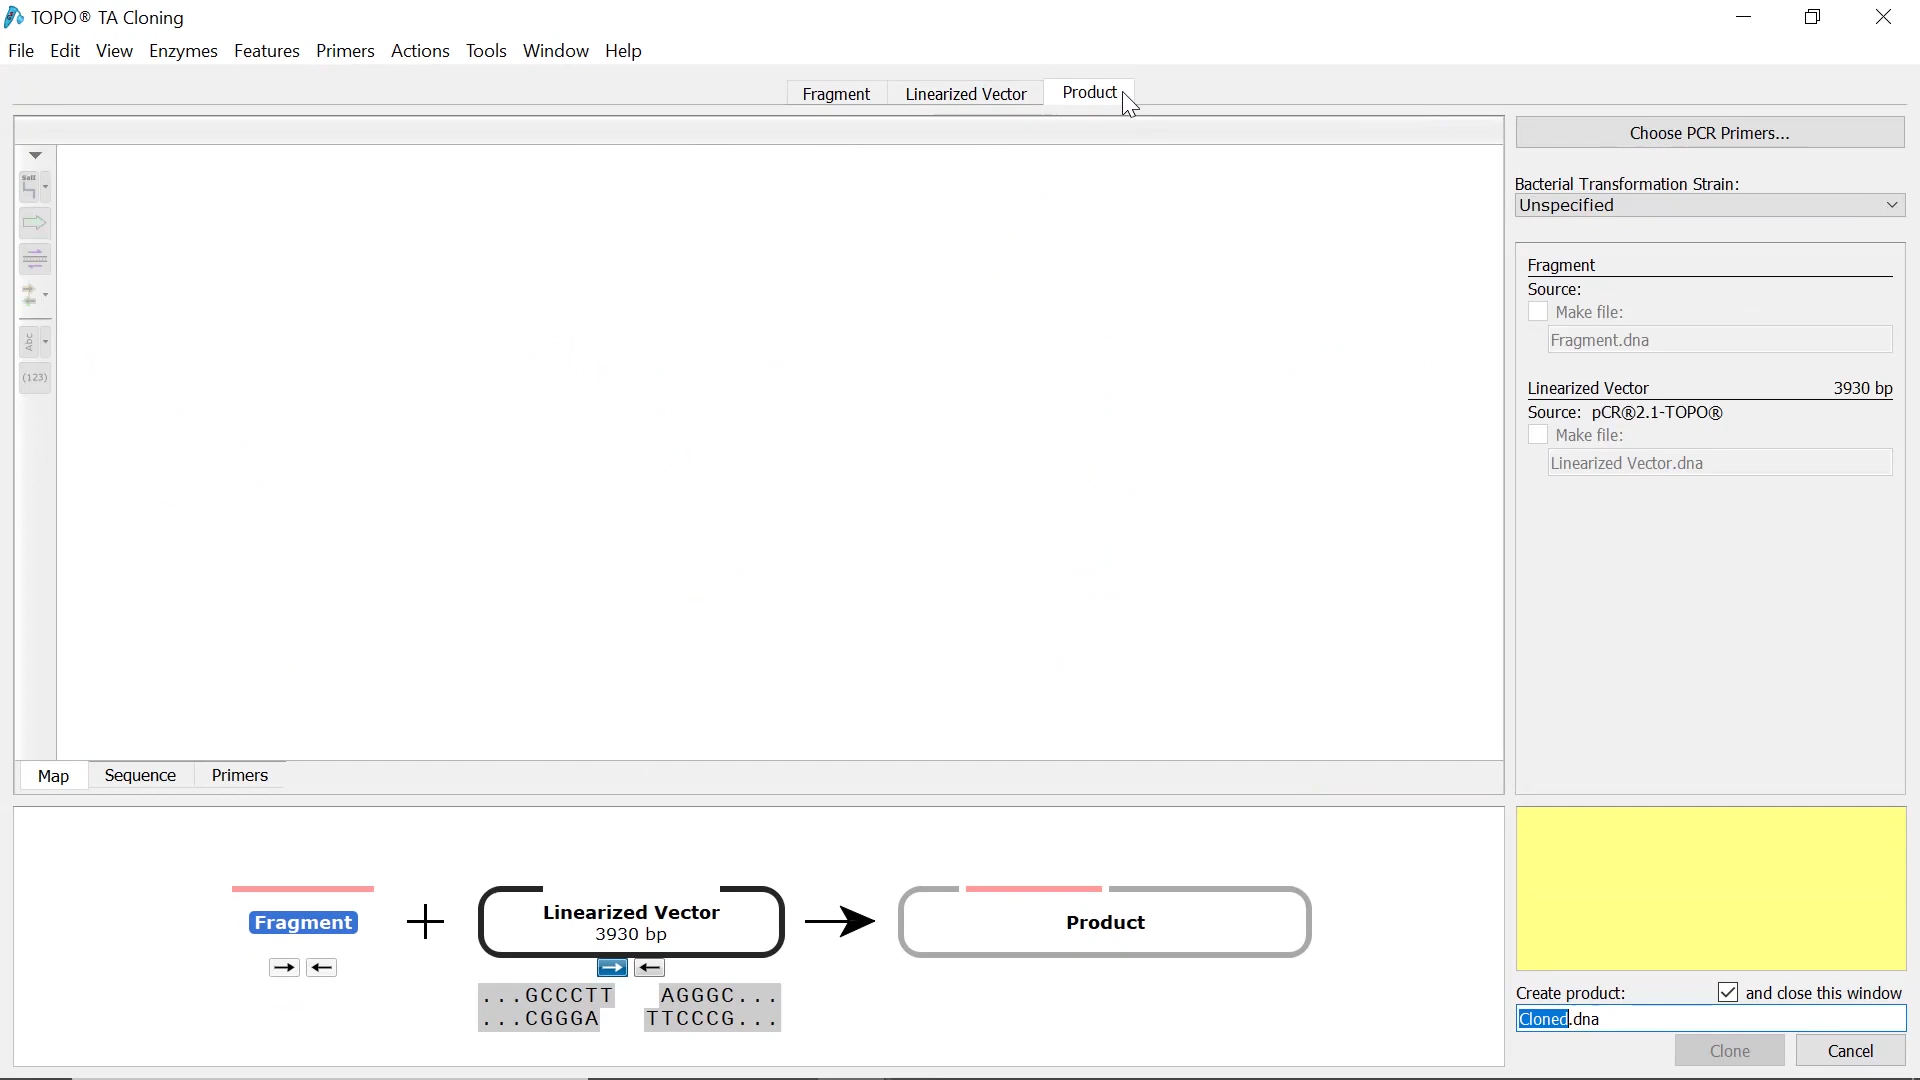 TOPO® TA Cloning
File Edit View Enzymes Features Primers Actions Tools Window Help
Fragment Linearized Vector Product
Choose PCR Primers...
Bacterial Transformation Strain:
Unspecified
SalI
Abc
(123)
Fragment
Source:
Make file:
Fragment.dna
Linearized Vector 3930 bp
Source: pCR®2.1-TOPO®
Make file:
Linearized Vector.dna
Map Sequence Primers
Fragment
Linearized Vector
3930 bp
Product
...GCCCTT AGGGC...
...CGGGA TTCCCG...
Create product: and close this window
Cloned.dna
Clone Cancel